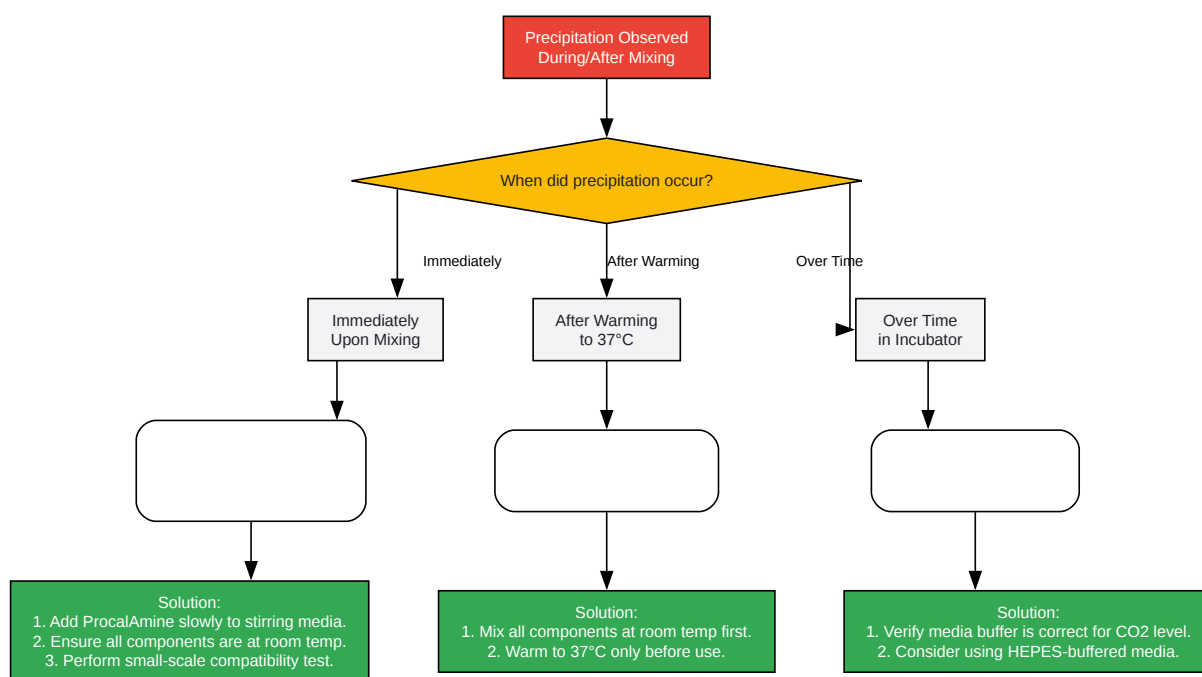 Precipitation Observed
During/After Mixing
When did precipitation occur?
Immediately
After Warming
Over Time
Immediately
Upon Mixing
After Warming
to 37°C
Over Time
in Incubator
Solution:
1. Add ProcalAmine slowly to stirring media.
2. Ensure all components are at room temp.
3. Perform small-scale compatibility test.
Solution:
1. Mix all components at room temp first.
2. Warm to 37°C only before use.
Solution:
1. Verify media buffer is correct for CO2 level.
2. Consider using HEPES-buffered media.